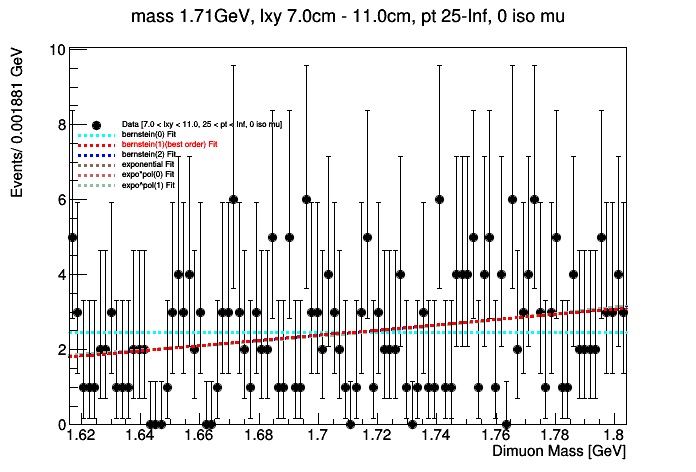 mass 1.71GeV, lxy 7.0cm - 11.0cm, pt 25-Inf, 0 iso mu
Events/ 0.001881 GeV
10
8
Data [7.0 < lxy < 11.0, 25 < pt < Inf, 0 iso mu]
bernstein(0) Fit
bernstein(1)(best order) Fit
bernstein(2) Fit
exponential Fit
expo*pol(0) Fit
expo*pol(1) Fit
6
4
2
0
1.62 1.64 1.66 1.68 1.7 1.72 1.74 1.76 1.78 1.8
Dimuon Mass [GeV]